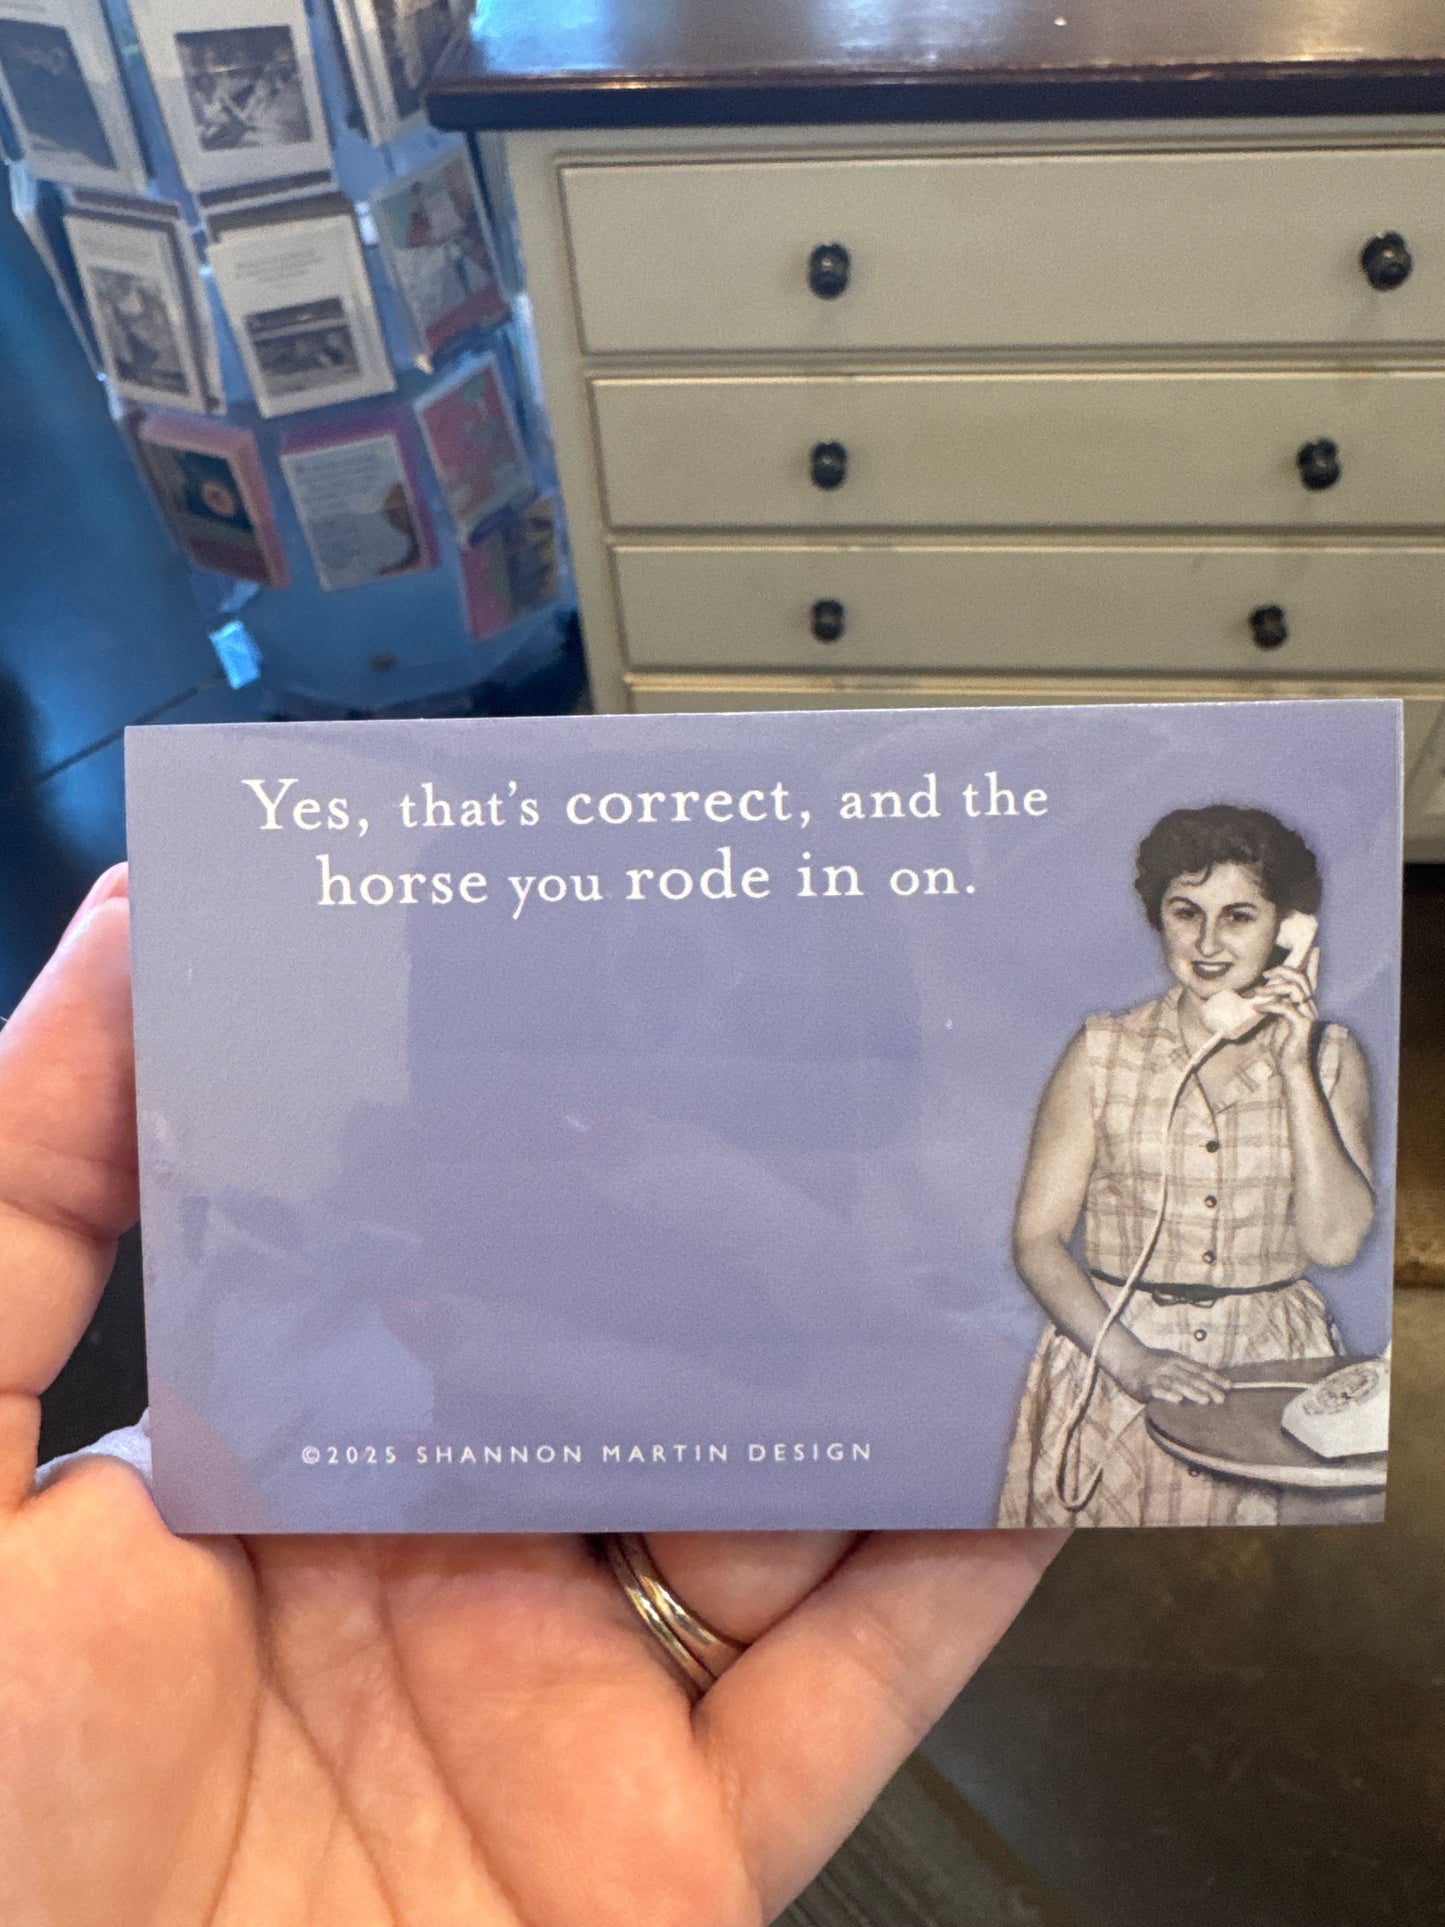 Yes, that's correct, and the
horse you rode in on.
©2025 SHANNON MARTIN DESIGN